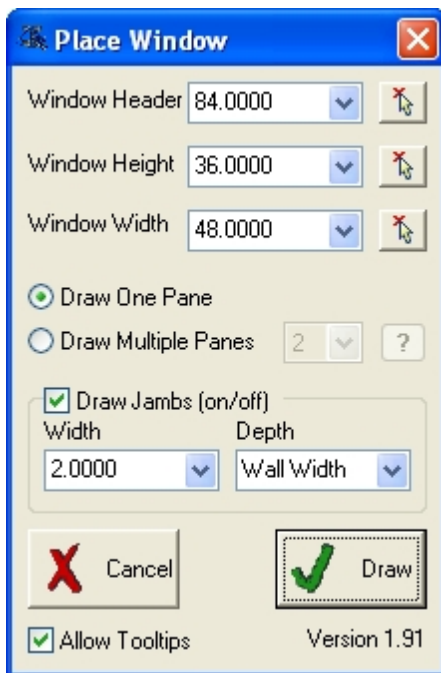 Place Window
Window Header 84.0000
Window Height 36.0000
Window Width 48.0000
Draw One Pane
Draw Multiple Panes 2 ?
Draw Jambs (on/off)
Width Depth
2.0000 Wall Width
Cancel Draw
Allow Tooltips Version 1.91